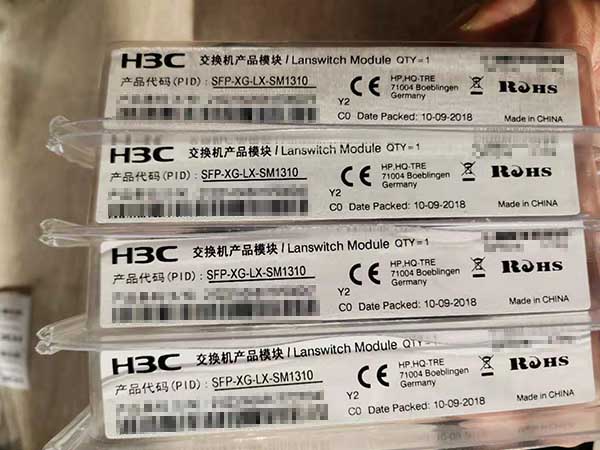 H3C 交换机产品模块 / Lanswitch Module QTY=1
产品代码(PID) : SFP-XG-LX-SM1310
CE HP,HQ-TRE
71004 Boeblingen
Germany
RoHS
Y2
C0 Date Packed: 10-09-2018 Made in CHINA
H3C 交换机产品模块 / Lanswitch Module QTY=1
产品代码(PID) : SFP-XG-LX-SM1310
CE HP,HQ-TRE
71004 Boeblingen
Germany
RoHS
Y2
C0 Date Packed: 10-09-2018 Made in CHINA
H3C 交换机产品模块 / Lanswitch Module QTY=1
产品代码(PID) : SFP-XG-LX-SM1310
CE HP,HQ-TRE
71004 Boeblingen
Germany
RoHS
Y2
C0 Date Packed: 10-09-2018 Made in CHINA
H3C 交换机产品模块 / Lanswitch Module QTY=
产品代码(PID) : SFP-XG-LX-SM1310
CE HP,HQ-TRE
71004 Boeblingen
Germany
RoHS
Y2
C0 Date Packed: 10-09-2018 Made in CHINA